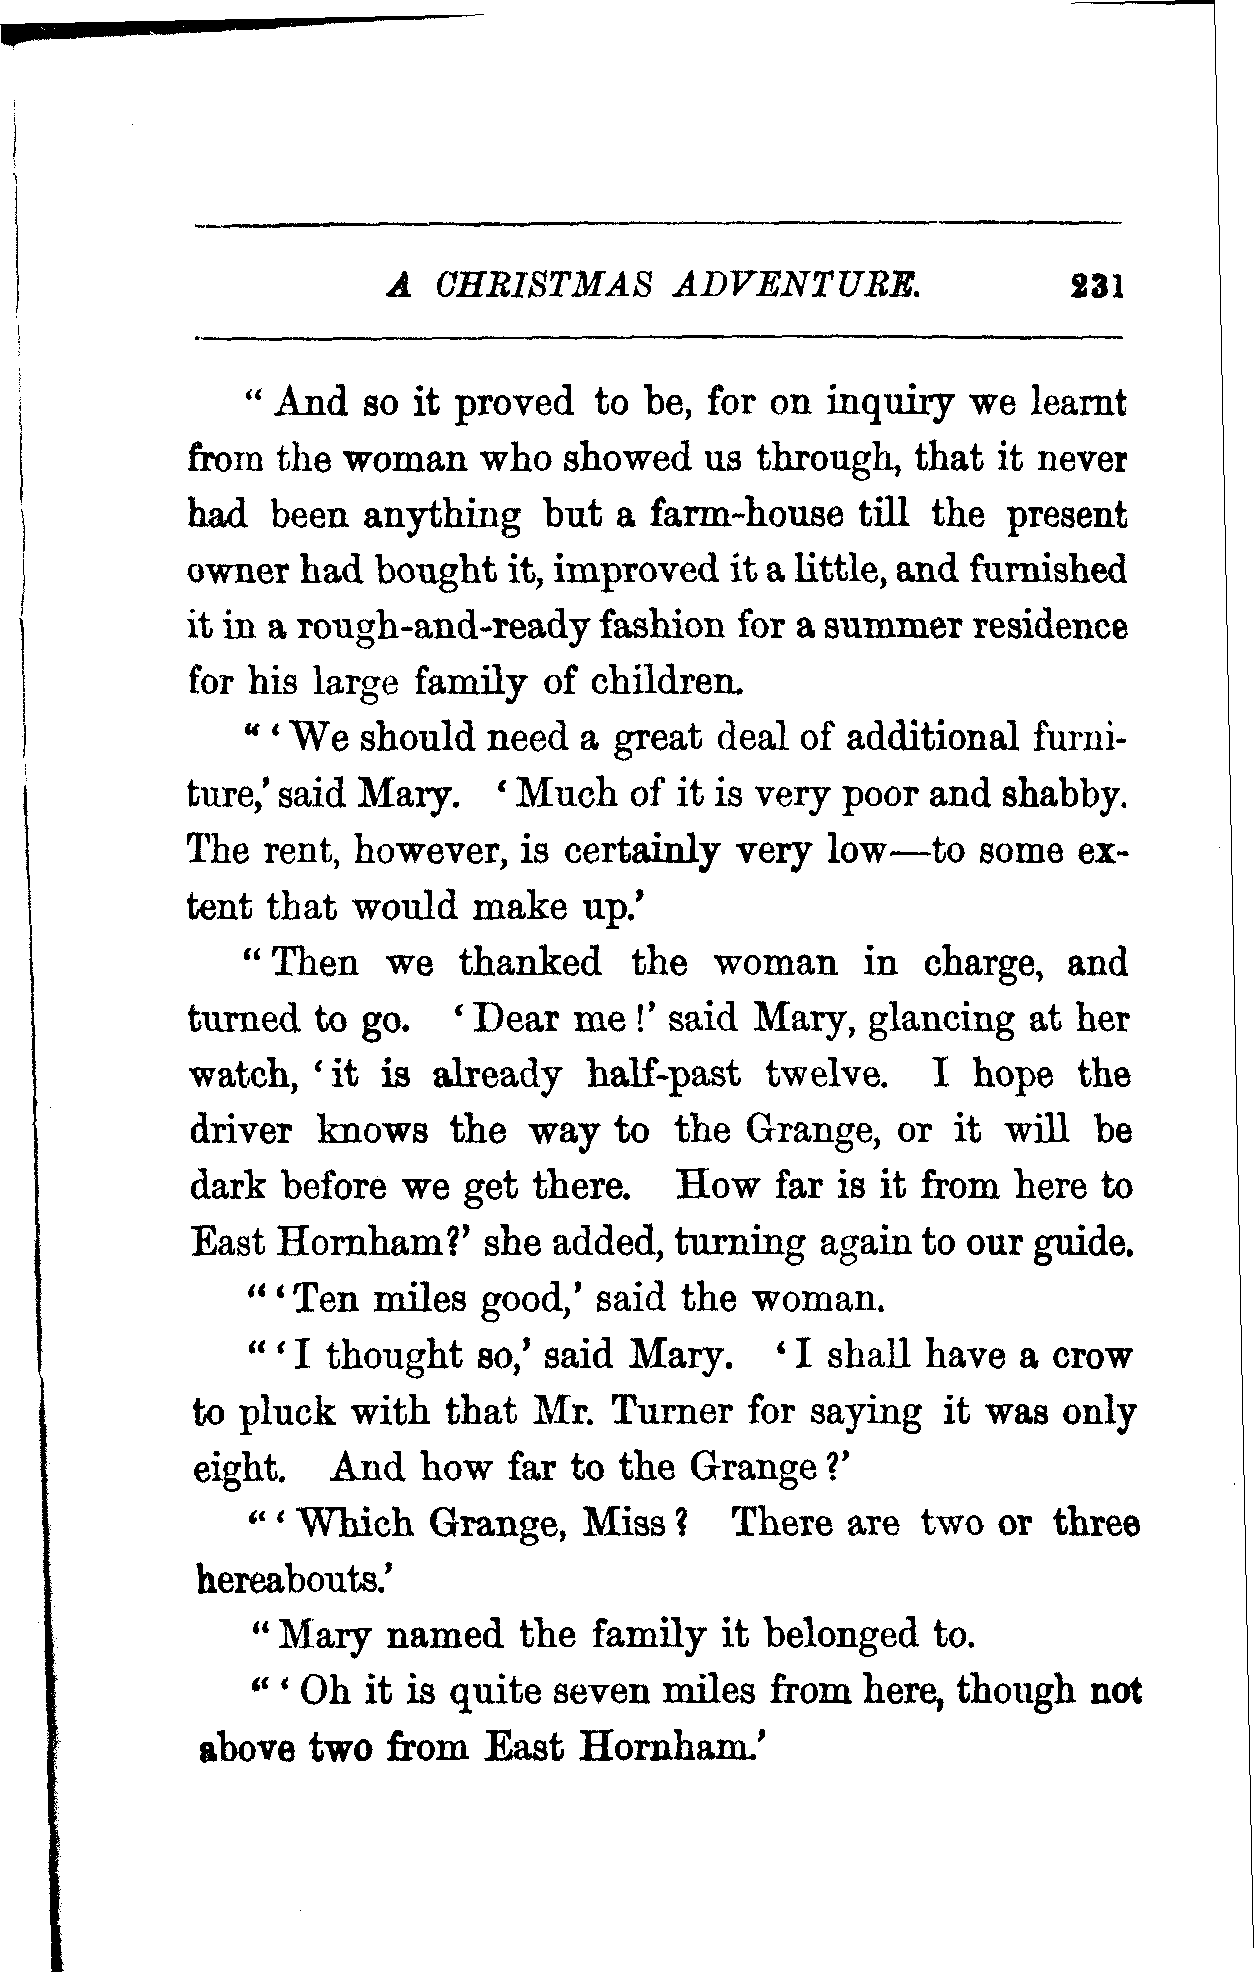 A CHRISTMAS ADVENTURE. 231
“ And so it proved to be, for on inquiry we learnt
from the woman who showed us through, that it never
had been anything but a farm-house till the present
owner had bought it, improved it a little, and furnished
it in a rough-and-ready fashion for a summer residence
for his large family of children.
“ ‘ We should need a great deal of additional furni-
ture,’ said Mary. ‘ Much of it is very poor and shabby.
The rent, however, is certainly very low—to some ex-
tent that would make up.’
“ Then we thanked the woman in charge, and
turned to go. ‘ Dear me !’ said Mary, glancing at her
watch, ‘ it is already half-past twelve. I hope the
driver knows the way to the Grange, or it will be
dark before we get there. How far is it from here to
East Hornham?’ she added, turning again to our guide.
“ ‘ Ten miles good,’ said the woman.
“ ‘ I thought so,’ said Mary. ‘ I shall have a crow
to pluck with that Mr. Turner for saying it was only
eight. And how far to the Grange ?’
“ ‘ Which Grange, Miss ? There are two or three
hereabouts.’
“ Mary named the family it belonged to.
“ ‘ Oh it is quite seven miles from here, though not
above two from East Hornham.’